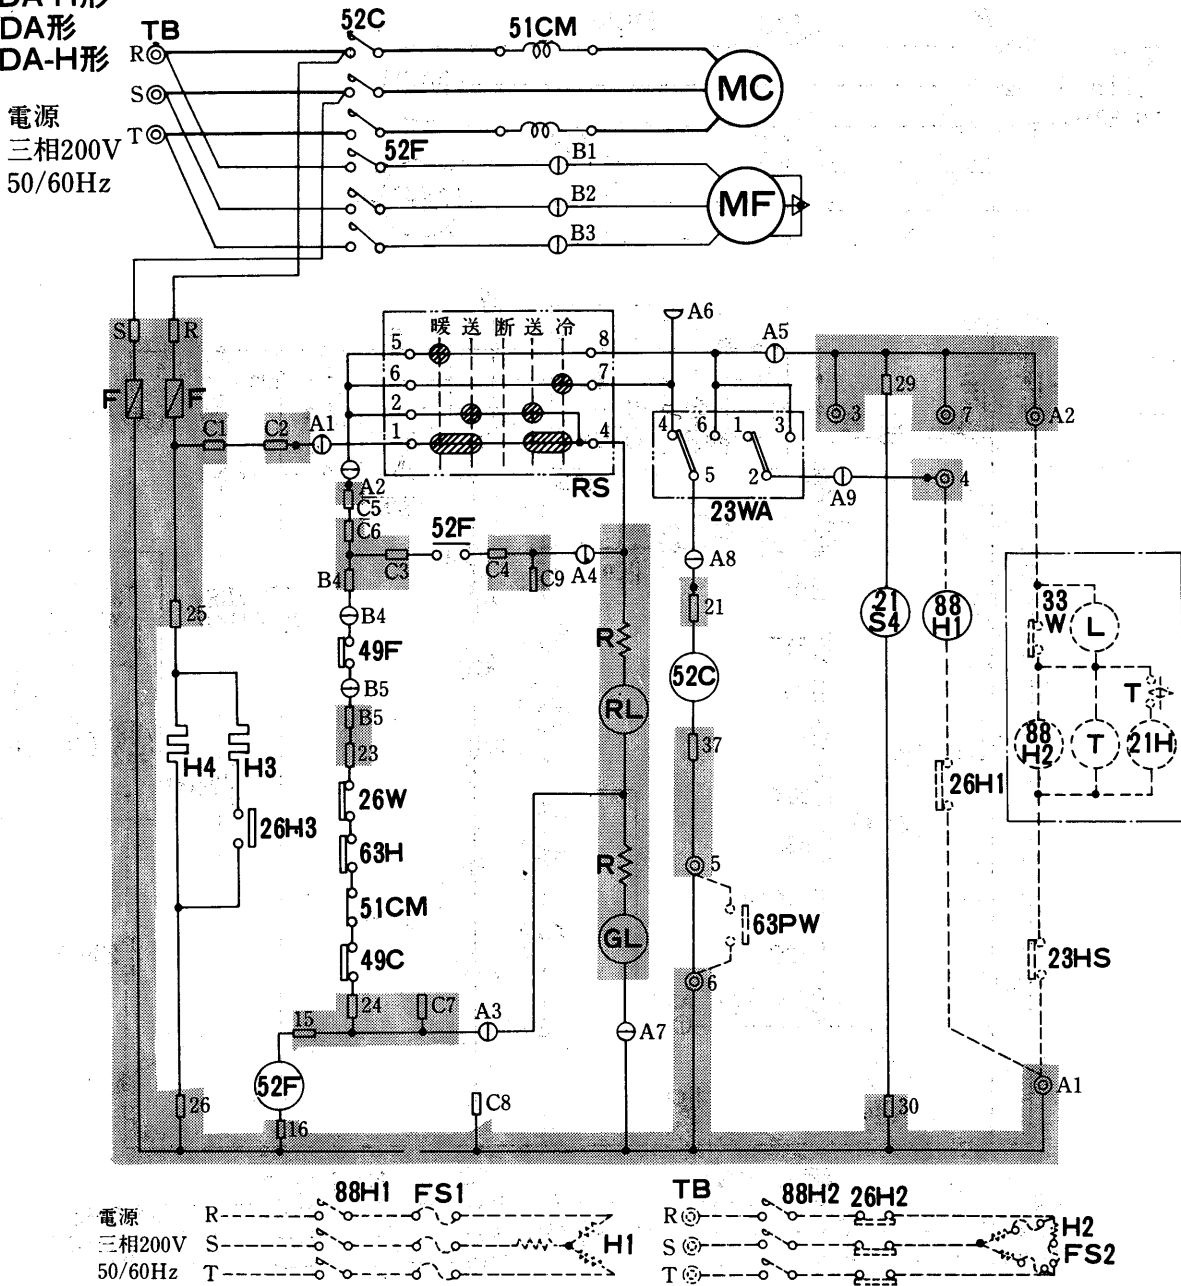 DA形
DA-H形
TB
52C
51CM
R
S
T
MC
電源
三相200V
50/60Hz
52F
B1
B2
B3
MF
S
R
F
F
C1
C2
A1
暖 送 断 送 冷
5
6
2
1
8
7
4
RS
A6
A5
4
6
1
3
5
2
23WA
A9
29
3
7
A2
4
A2
C5
C6
52F
C3
C4
C9
A4
A8
B4
B4
25
21
21
S4
88
H1
33
W
L
49F
R
B5
52C
T
B5
RL
23
37
88
H2
T
21H
H4
H3
26W
26H1
26H3
63H
R
5
51CM
63PW
GL
49C
23HS
6
24
C7
15
A3
A7
52F
A1
26
C8
30
16
電源
三相200V
50/60Hz
88H1
FS1
R
S
T
H1
TB
88H2
26H2
R
S
T
H2
FS2